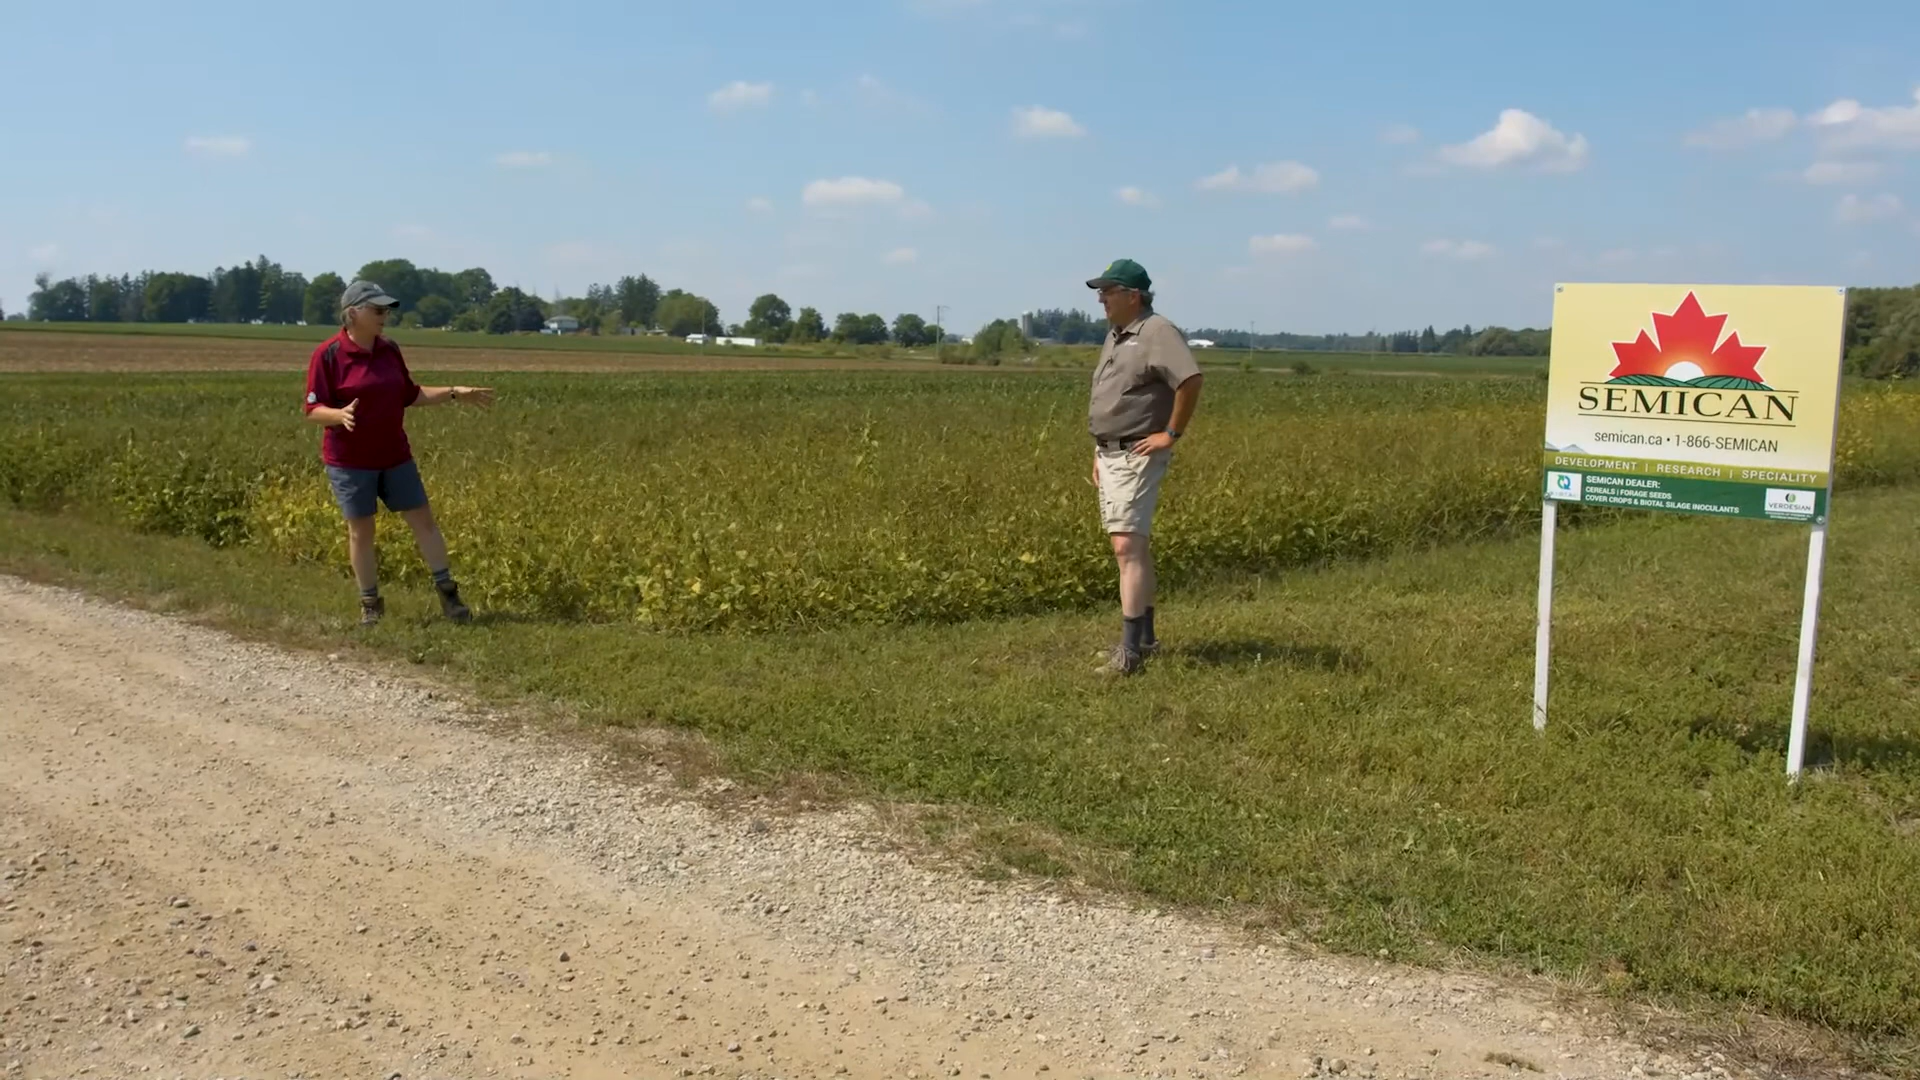 SEMICAN
semican.ca • 1-866-SEMICAN
DEVELOPMENT | RESEARCH | SPECIALITY
SEMICAN DEALER:
CEREALS | FORAGE SEEDS
COVER CROPS & BIOTAL SILAGE INOCULANTS
VERDESIAN